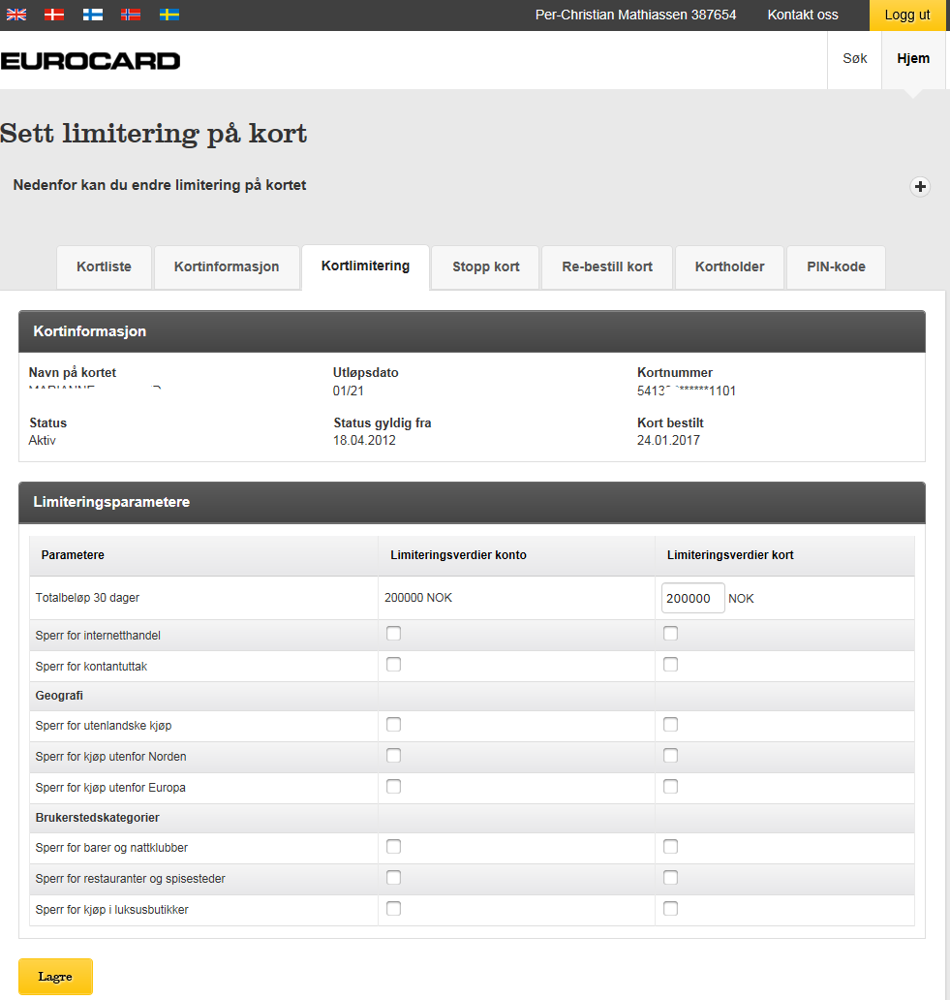 Per-Christian Mathiassen 387654 Kontakt oss Logg ut
EUROCARD Søk Hjem
Sett limitering på kort
Nedenfor kan du endre limitering på kortet
Kortliste Kortinformasjon Kortlimitering Stopp kort Re-bestill kort Kortholder PIN-kode
Kortinformasjon
Navn på kortet Utløpsdato Kortnummer
01/21
Status Status gyldig fra Kort bestilt
Aktiv 18.04.2012 24.01.2017
Limiteringsparametere
Parametere Limiteringsverdier konto Limiteringsverdier kort
Totalbeløp 30 dager 200000 NOK 200000 NOK
Sperr for internetthandel
Sperr for kontantuttak
Geografi
Sperr for utenlandske kjøp
Sperr for kjøp utenfor Norden
Sperr for kjøp utenfor Europa
Brukerstedskategorier
Sperr for barer og nattklubber
Sperr for restauranter og spisesteder
Sperr for kjøp i luksusbutikker
Lagre